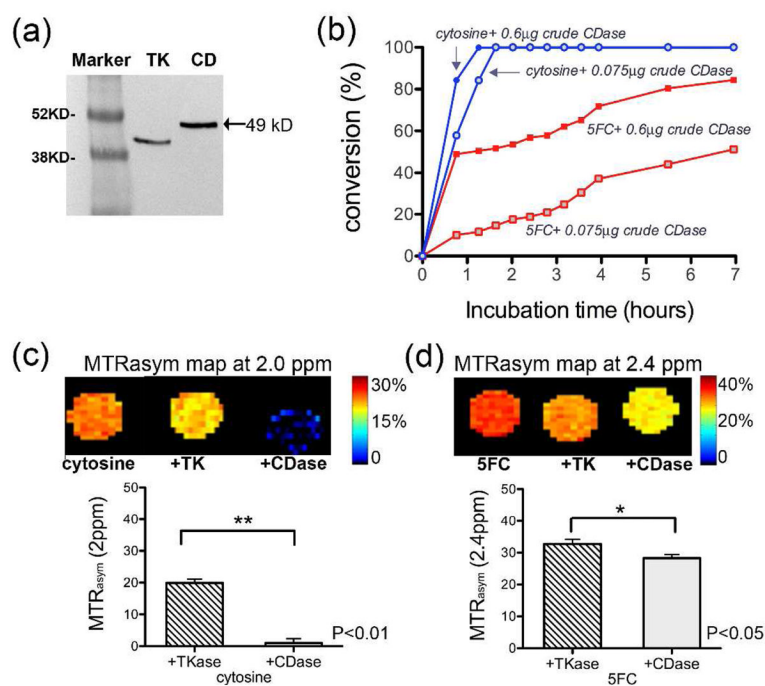 (a)
Marker TK CD
52KD-
38KD-
49 kD
(b)
conversion (%)
100
80
60
40
20
0
cytosine+ 0.6μg crude CDase
cytosine+ 0.075μg crude CDase
5FC+ 0.6μg crude CDase
5FC+ 0.075μg crude CDase
0 1 2 3 4 5 6 7
Incubation time (hours)
(c)
MTRasym map at 2.0 ppm
30%
15%
0
cytosine +TK +CDase
MTRasym (2ppm)
50
40
30
20
10
0
**
P<0.01
+TKase +CDase
cytosine
(d)
MTRasym map at 2.4 ppm
40%
20%
0
5FC +TK +CDase
MTRasym (2.4ppm)
50
40
30
20
10
0
*
P<0.05
+TKase +CDase
5FC